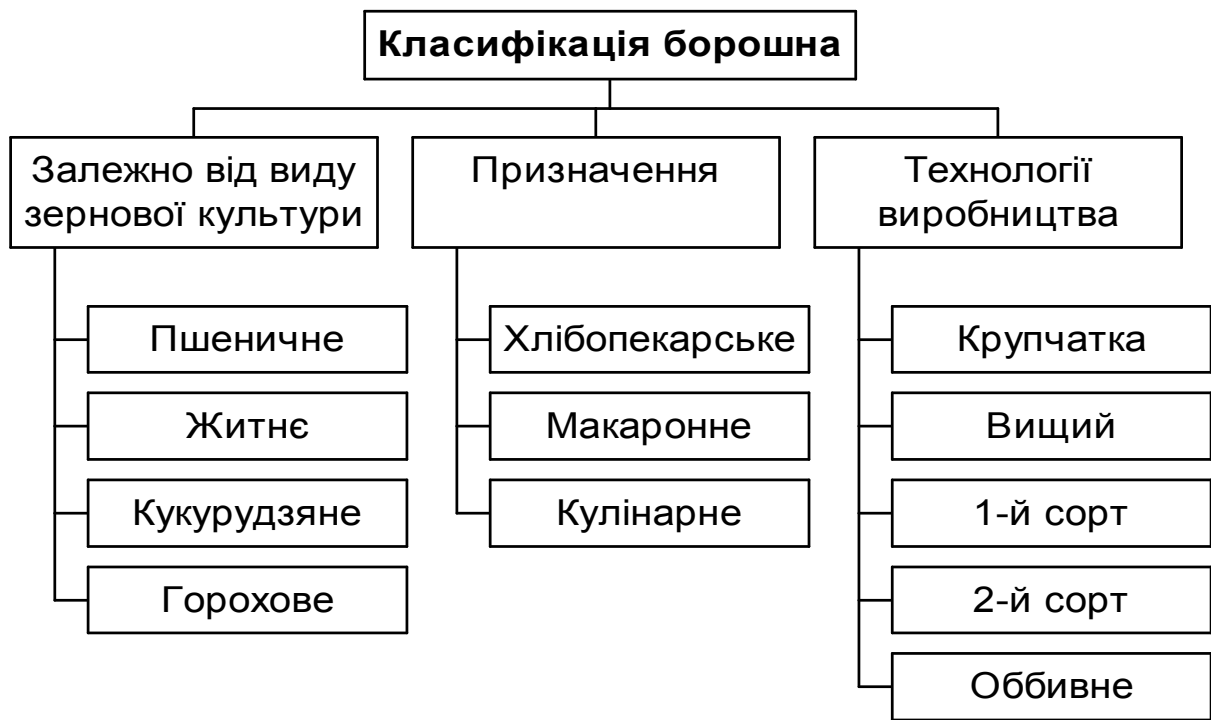 Класифікація борошна
Залежно від виду
зернової культури
Призначення
Технології
виробництва
Пшеничне
Житнє
Кукурудзяне
Горохове
Хлібопекарське
Макаронне
Кулінарне
Крупчатка
Вищий
1-й сорт
2-й сорт
Оббивне